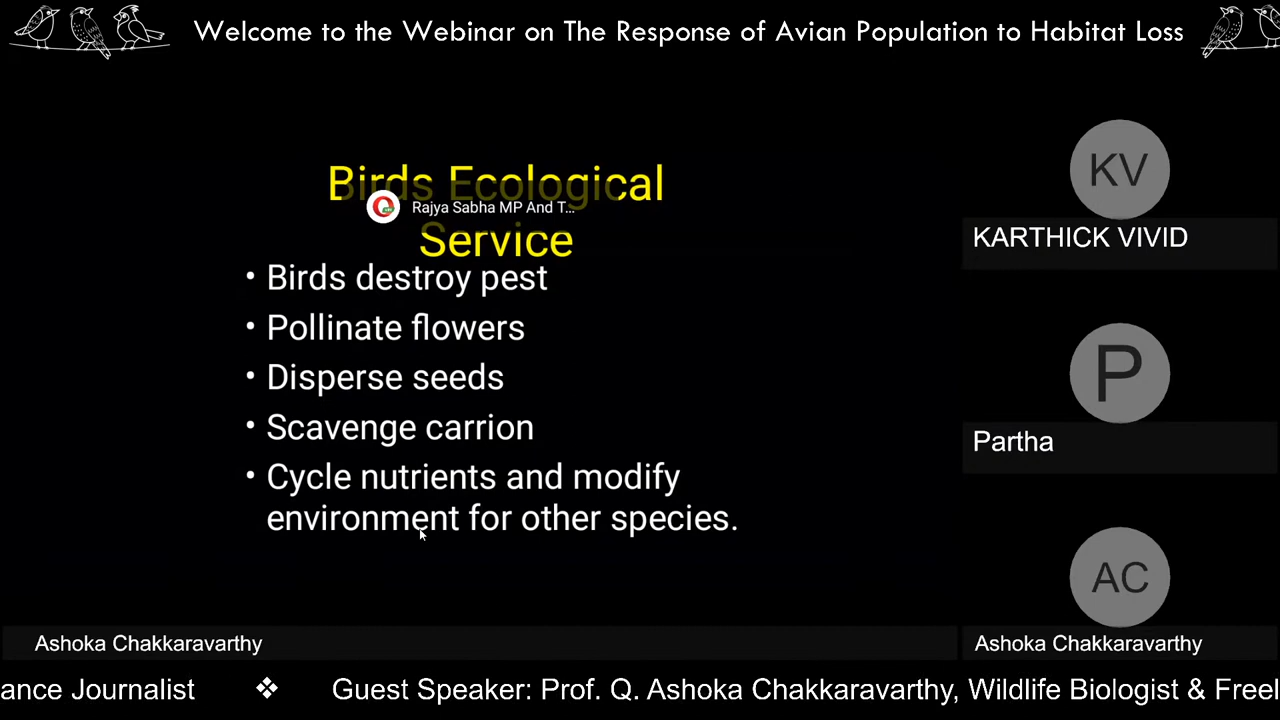 Welcome to the Webinar on The Response of Avian Population to Habitat Loss
Birds Ecological
Rajya Sabha MP And T...
Service
• Birds destroy pest
• Pollinate flowers
• Disperse seeds
• Scavenge carrion
• Cycle nutrients and modify
environment for other species.
KV
KARTHICK VIVID
P
Partha
AC
Ashoka Chakkaravarthy
Ashoka Chakkaravarthy
ance Journalist ❖ Guest Speaker: Prof. Q. Ashoka Chakkaravarthy, Wildlife Biologist & Freel